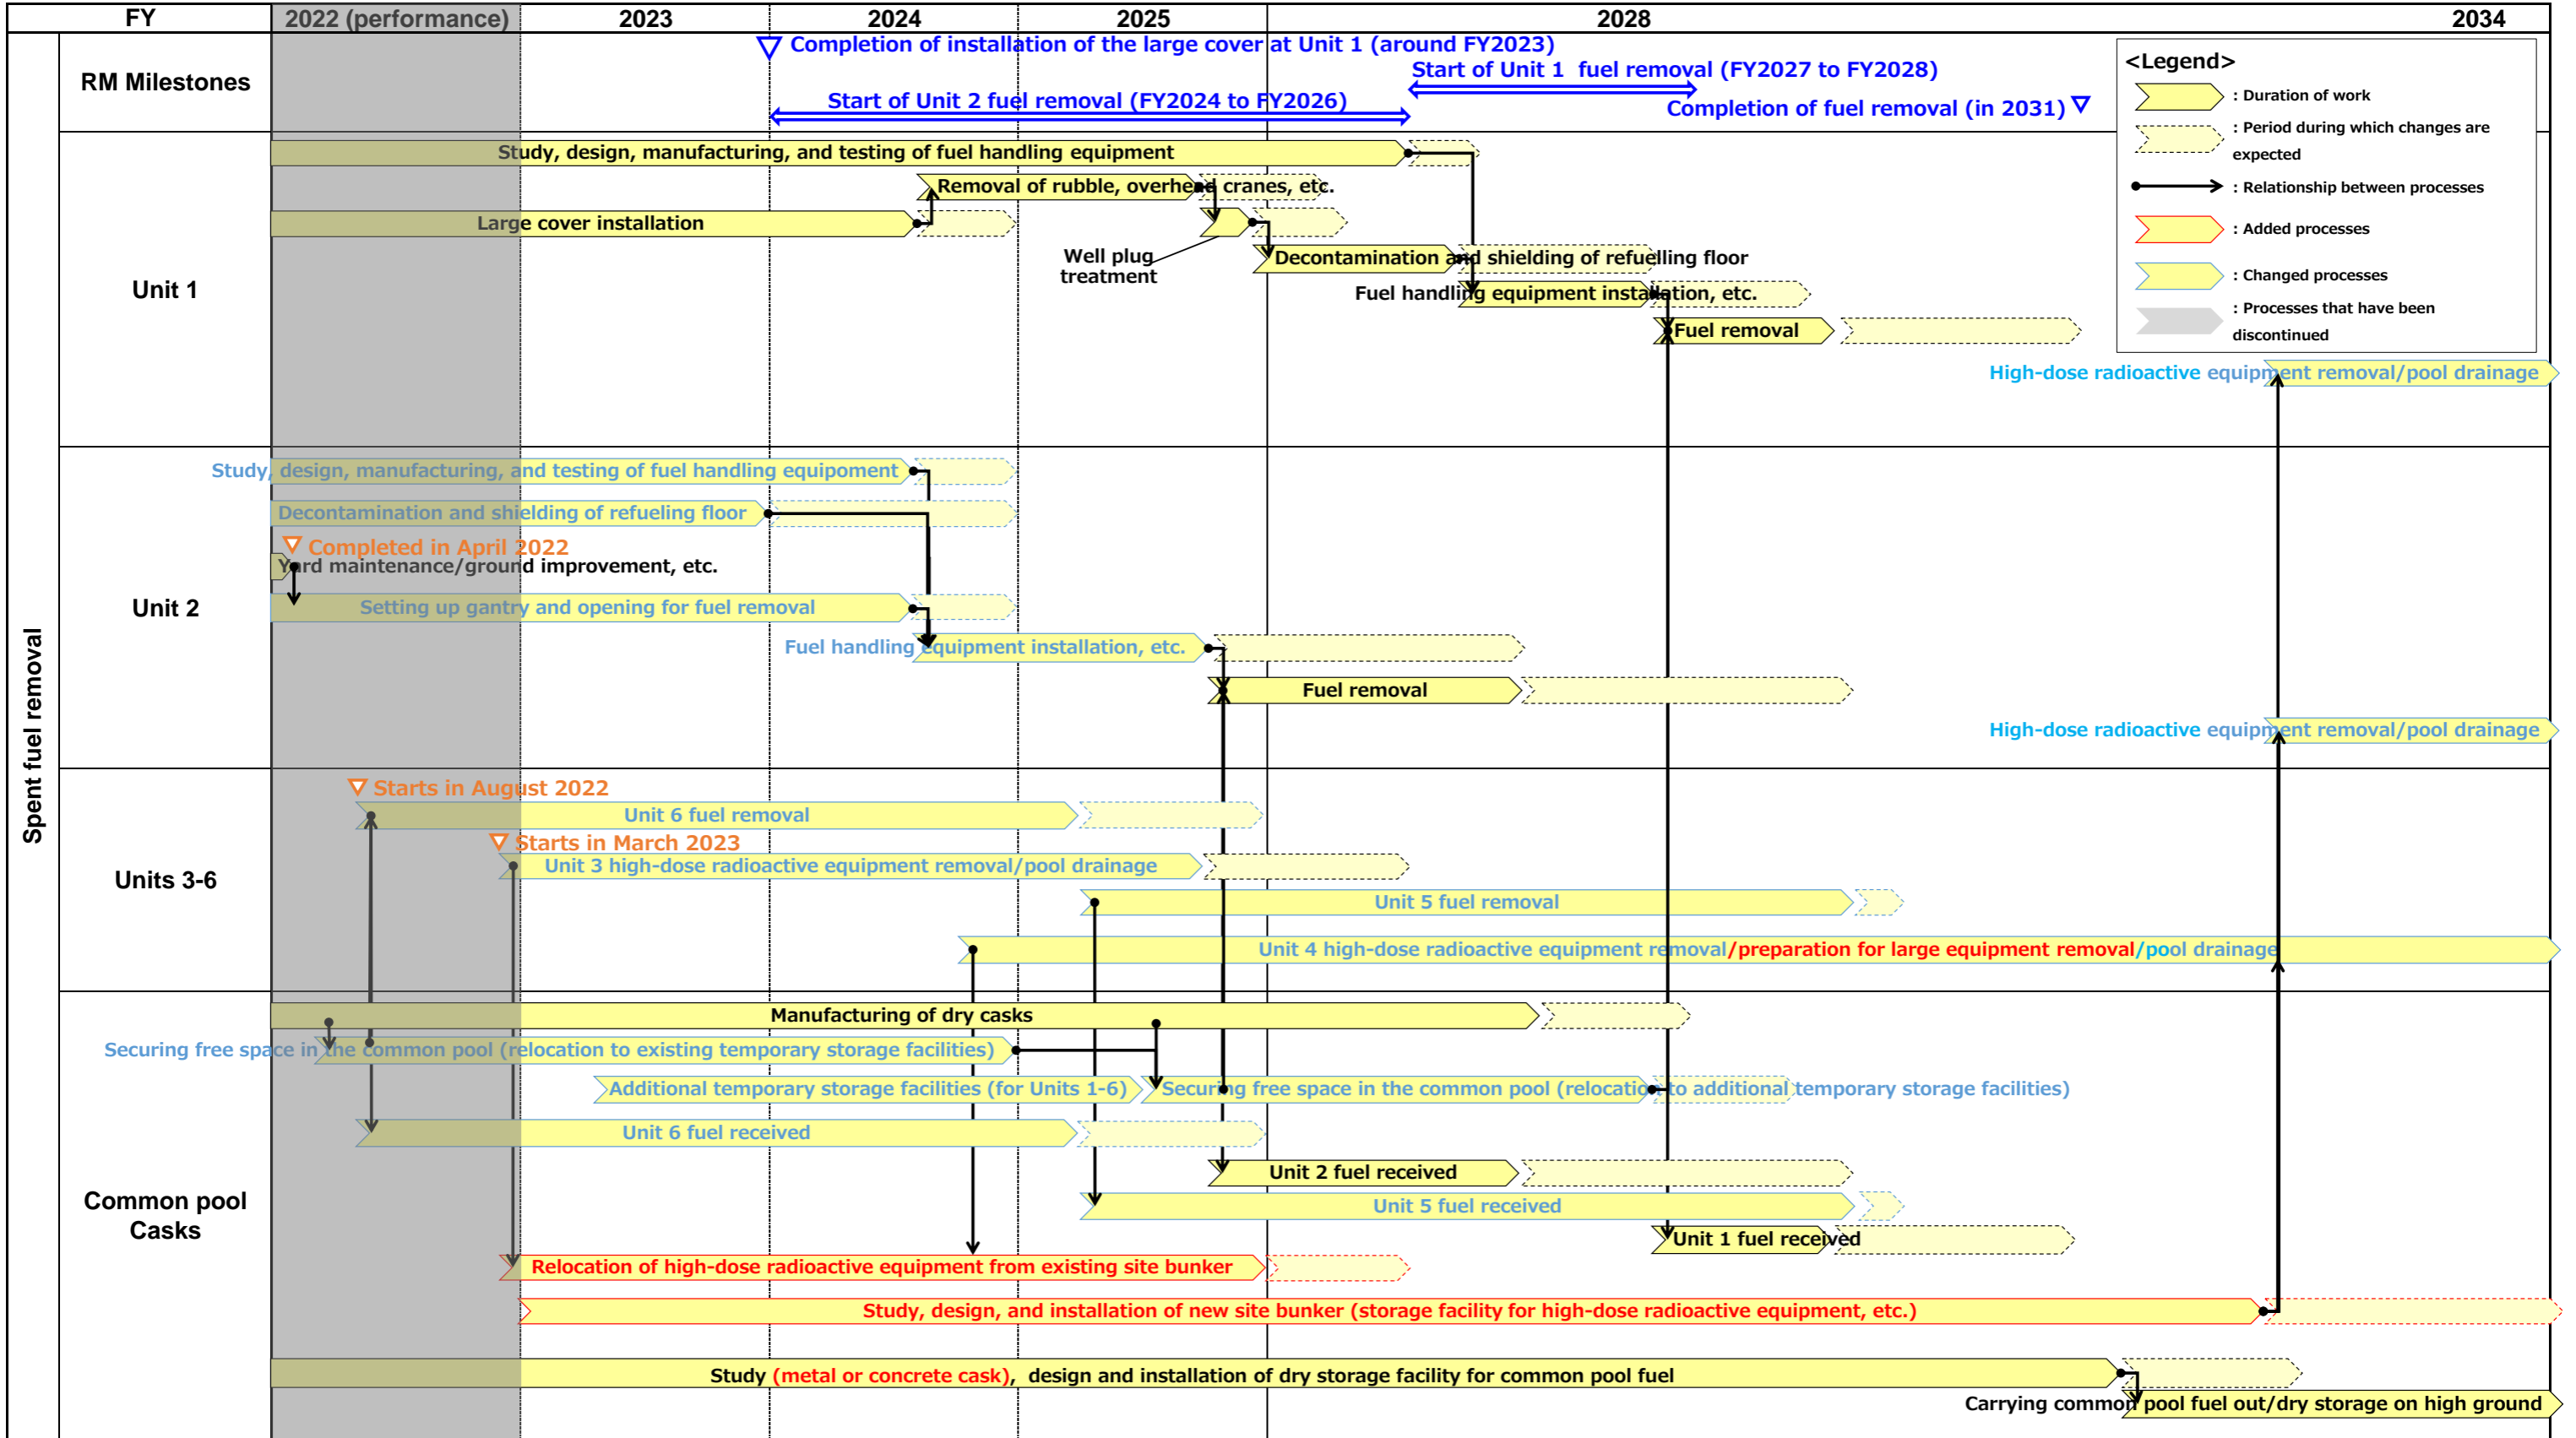 FY
2022 (performance)
2023
2024
2025
2028
2034
Spent fuel removal
RM Milestones
Completion of installation of the large cover at Unit 1 (around FY2023)
Start of Unit 1 fuel removal (FY2027 to FY2028)
Start of Unit 2 fuel removal (FY2024 to FY2026)
Completion of fuel removal (in 2031)
<Legend>
: Duration of work
: Period during which changes are
expected
: Relationship between processes
: Added processes
: Changed processes
: Processes that have been
discontinued
Unit 1
Study, design, manufacturing, and testing of fuel handling equipment
Removal of rubble, overhead cranes, etc.
Large cover installation
Well plug
treatment
Decontamination and shielding of refuelling floor
Fuel handling equipment installation, etc.
Fuel removal
High-dose radioactive equipment removal/pool drainage
Unit 2
Study, design, manufacturing, and testing of fuel handling equipoment
Decontamination and shielding of refueling floor
Completed in April 2022
Yard maintenance/ground improvement, etc.
Setting up gantry and opening for fuel removal
Fuel handling equipment installation, etc.
Fuel removal
High-dose radioactive equipment removal/pool drainage
Units 3-6
Starts in August 2022
Unit 6 fuel removal
Starts in March 2023
Unit 3 high-dose radioactive equipment removal/pool drainage
Unit 5 fuel removal
Unit 4 high-dose radioactive equipment removal/preparation for large equipment removal/pool drainage
Common pool
Casks
Manufacturing of dry casks
Securing free space in the common pool (relocation to existing temporary storage facilities)
Additional temporary storage facilities (for Units 1-6)
Securing free space in the common pool (relocation to additional temporary storage facilities)
Unit 6 fuel received
Unit 2 fuel received
Unit 5 fuel received
Unit 1 fuel received
Relocation of high-dose radioactive equipment from existing site bunker
Study, design, and installation of new site bunker (storage facility for high-dose radioactive equipment, etc.)
Study (metal or concrete cask), design and installation of dry storage facility for common pool fuel
Carrying common pool fuel out/dry storage on high ground